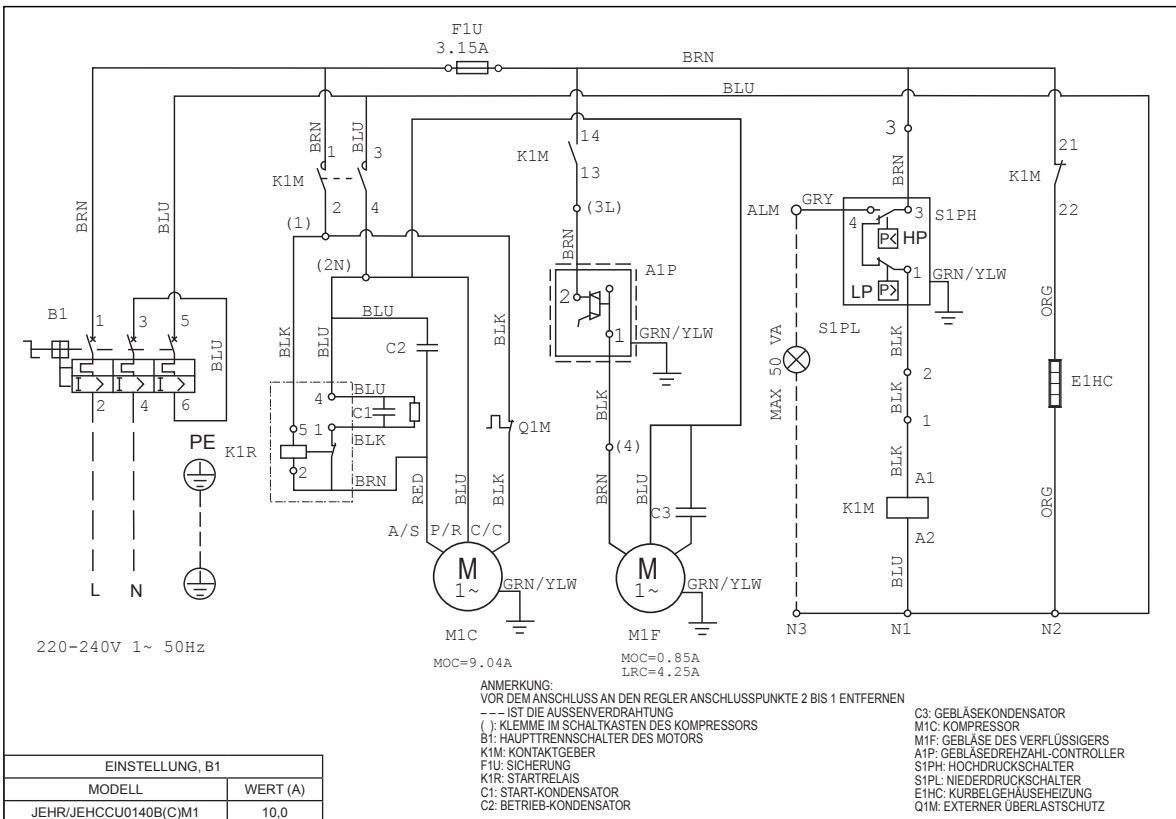 F1U
3.15A
BRN
BLU
BRN
BLU
1
3
K1M
2
4
(1)
(2N)
14
K1M
13
(3L)
BRN
3
BRN
ALM
GRY
4
3
S1PH
P<
HP
1
LP
P>
GRN/YLW
S1PL
21
K1M
22
BRN
BLU
B1
1
3
5
BLU
2
4
6
PE
L
N
220-240V 1~ 50Hz
BLK
BLU
BLU
C2
BLK
4
BLU
C1
5
1
BLK
K1R
2
BRN
RED
BLU
BLK
Q1M
A/S
P/R
C/C
M
1~
GRN/YLW
M1C
MOC=9.04A
A1P
2
1
GRN/YLW
BLK
(4)
BRN
BLU
C3
M
1~
GRN/YLW
M1F
MOC=0.85A
LRC=4.25A
MAX 50 VA
BLK
2
BLK
1
BLK
A1
K1M
A2
BLU
ORG
E1HC
ORG
N3
N1
N2
ANMERKUNG:
VOR DEM ANSCHLUSS AN DEN REGLER ANSCHLUSSPUNKTE 2 BIS 1 ENTFERNEN
--- IST DIE AUSSENVERDRAHTUNG
( ): KLEMME IM SCHALTKASTEN DES KOMPRESSORS
B1: HAUPTTRENNSCHALTER DES MOTORS
K1M: KONTAKTGEBER
F1U: SICHERUNG
K1R: STARTRELAIS
C1: START-KONDENSATOR
C2: BETRIEB-KONDENSATOR
C3: GEBLÄSEKONDENSATOR
M1C: KOMPRESSOR
M1F: GEBLÄSE DES VERFLÜSSIGERS
A1P: GEBLÄSEDREHZAHL-CONTROLLER
S1PH: HOCHDRUCKSCHALTER
S1PL: NIEDERDRUCKSCHALTER
E1HC: KURBELGEHÄUSEHEIZUNG
Q1M: EXTERNER ÜBERLASTSCHUTZ
EINSTELLUNG, B1
MODELL
WERT (A)
JEHR/JEHCCU0140B(C)M1
10,0